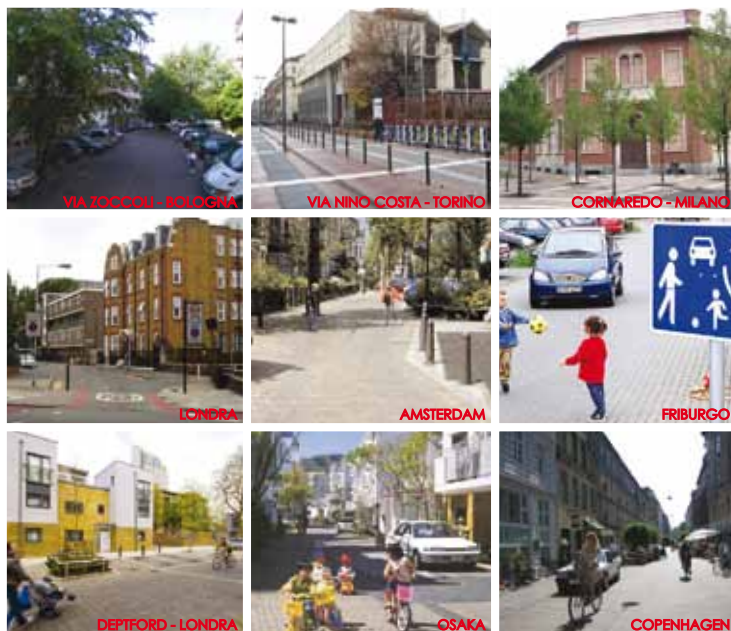 VIA ZOCCOLI - BOLOGNA
VIA NINO COSTA - TORINO
CORNAREDO - MILANO
LONDRA
AMSTERDAM
FRIBURGO
DEPTFORD - LONDRA
OSAKA
COPENHAGEN